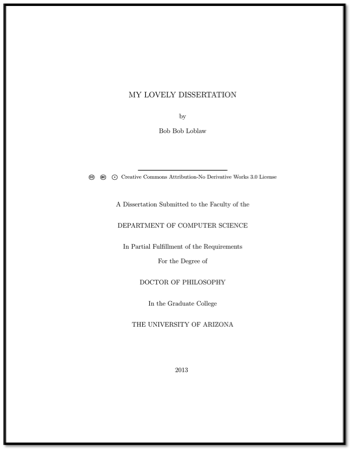 MY LOVELY DISSERTATION
by
Bob Bob Loblaw
Creative Commons Attribution-No Derivative Works 3.0 License
A Dissertation Submitted to the Faculty of the
DEPARTMENT OF COMPUTER SCIENCE
In Partial Fulfillment of the Requirements
For the Degree of
DOCTOR OF PHILOSOPHY
In the Graduate College
THE UNIVERSITY OF ARIZONA
2013